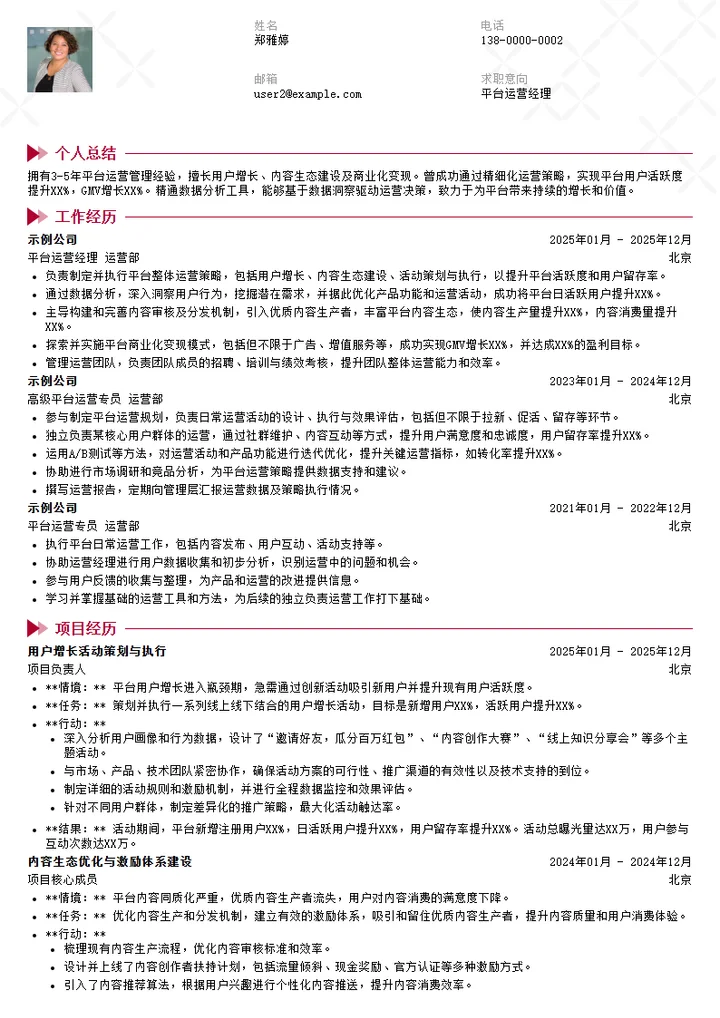 姓名
郑雅婷
电话
138-0000-0002
邮箱
user2@example.com
求职意向
平台运营经理
个人总结
拥有3-5年平台运营管理经验，擅长用户增长、内容生态建设及商业化变现。曾成功通过精细化运营策略，实现平台用户活跃度
提升XX%，GMV增长XX%。精通数据分析工具，能够基于数据洞察驱动运营决策，致力于为平台带来持续的增长和价值。
工作经历
示例公司 2025年01月 - 2025年12月
平台运营经理 运营部 北京
• 负责制定并执行平台整体运营策略，包括用户增长、内容生态建设、活动策划与执行，以提升平台活跃度和用户留存率。
• 通过数据分析，深入洞察用户行为，挖掘潜在需求，并据此优化产品功能和运营活动，成功将平台日活跃用户提升XX%。
• 主导构建和完善内容审核及分发机制，引入优质内容生产者，丰富平台内容生态，使内容生产量提升XX%，内容消费量提升
XX%。
• 探索并实施平台商业化变现模式，包括但不限于广告、增值服务等，成功实现GMV增长XX%，并达成XX%的盈利目标。
• 管理运营团队，负责团队成员的招聘、培训与绩效考核，提升团队整体运营能力和效率。
示例公司 2023年01月 - 2024年12月
高级平台运营专员 运营部 北京
• 参与制定平台运营规划，负责日常运营活动的设计、执行与效果评估，包括但不限于拉新、促活、留存等环节。
• 独立负责某核心用户群体的运营，通过社群维护、内容互动等方式，提升用户满意度和忠诚度，用户留存率提升XX%。
• 运用A/B测试等方法，对运营活动和产品功能进行迭代优化，提升关键运营指标，如转化率提升XX%。
• 协助进行市场调研和竞品分析，为平台运营策略提供数据支持和建议。
• 撰写运营报告，定期向管理层汇报运营数据及策略执行情况。
示例公司 2021年01月 - 2022年12月
平台运营专员 运营部 北京
• 执行平台日常运营工作，包括内容发布、用户互动、活动支持等。
• 协助运营经理进行用户数据收集和初步分析，识别运营中的问题和机会。
• 参与用户反馈的收集与整理，为产品和运营的改进提供信息。
• 学习并掌握基础的运营工具和方法，为后续的独立负责运营工作打下基础。
项目经历
用户增长活动策划与执行 2025年01月 - 2025年12月
项目负责人 北京
• **情境：** 平台用户增长进入瓶颈期，急需通过创新活动吸引新用户并提升现有用户活跃度。
• **任务：** 策划并执行一系列线上线下结合的用户增长活动，目标是新增用户XX%，活跃用户提升XX%。
• **行动：**
• 深入分析用户画像和行为数据，设计了“邀请好友，瓜分百万红包”、“内容创作大赛”、“线上知识分享会”等多个主
题活动。
• 与市场、产品、技术团队紧密协作，确保活动方案的可行性、推广渠道的有效性以及技术支持的到位。
• 制定详细的活动规则和激励机制，并进行全程数据监控和效果评估。
• 针对不同用户群体，制定差异化的推广策略，最大化活动触达率。
• **结果：** 活动期间，平台新增注册用户XX%，日活跃用户提升XX%，用户留存率提升XX%。活动总曝光量达XX万，用户参与
互动次数达XX万。
内容生态优化与激励体系建设 2024年01月 - 2024年12月
项目核心成员 北京
• **情境：** 平台内容同质化严重，优质内容生产者流失，用户对内容消费的满意度下降。
• **任务：** 优化内容生产和分发机制，建立有效的激励体系，吸引和留住优质内容生产者，提升内容质量和用户消费体验。
• **行动：**
• 梳理现有内容生产流程，优化内容审核标准和效率。
• 设计并上线了内容创作者扶持计划，包括流量倾斜、现金奖励、官方认证等多种激励方式。
• 引入了内容推荐算法，根据用户兴趣进行个性化内容推送，提升内容消费效率。